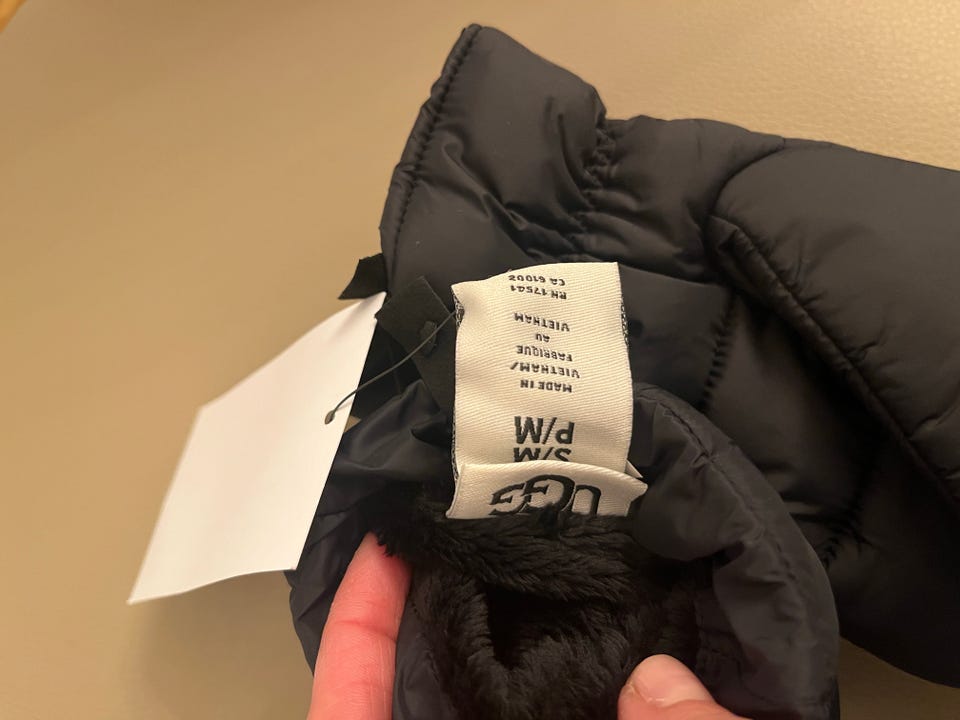 UGG
S/M
P/M
MADE IN
VIETNAM/
FABRIQUE
AU
VIETNAM
RN 17541
CA 61002